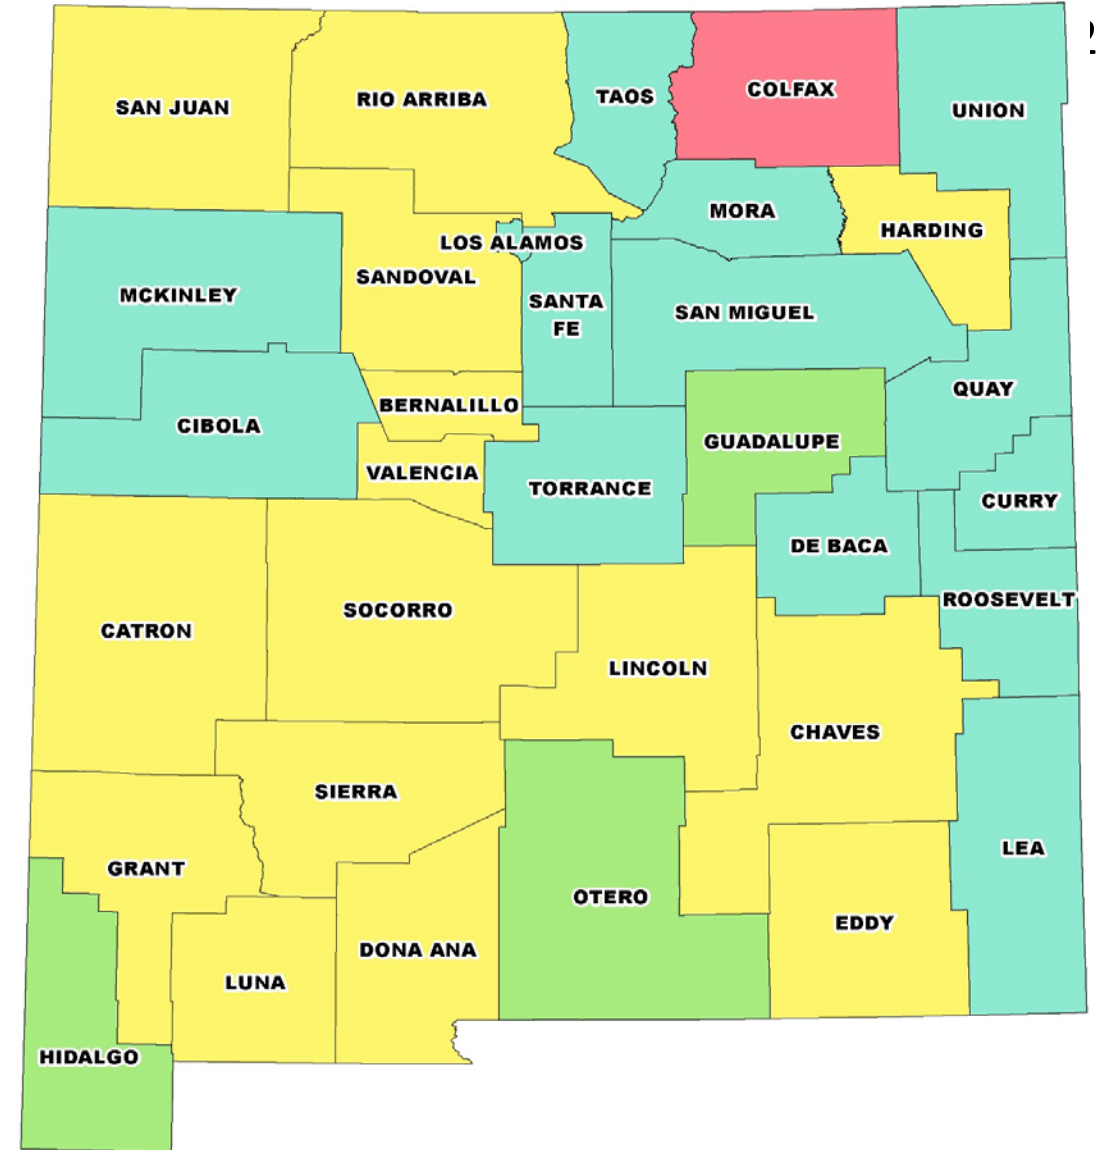 SAN JUAN
RIO ARRIBA
TAOS
COLFAX
UNION
MORA
HARDING
LOS ALAMOS
SANDOVAL
MCKINLEY
SANTA
FE
SAN MIGUEL
QUAY
BERNALILLO
CIBOLA
GUADALUPE
VALENCIA
TORRANCE
CURRY
DE BACA
ROOSEVELT
SOCORRO
CATRON
LINCOLN
CHAVES
SIERRA
LEA
GRANT
OTERO
EDDY
DONA ANA
LUNA
HIDALGO